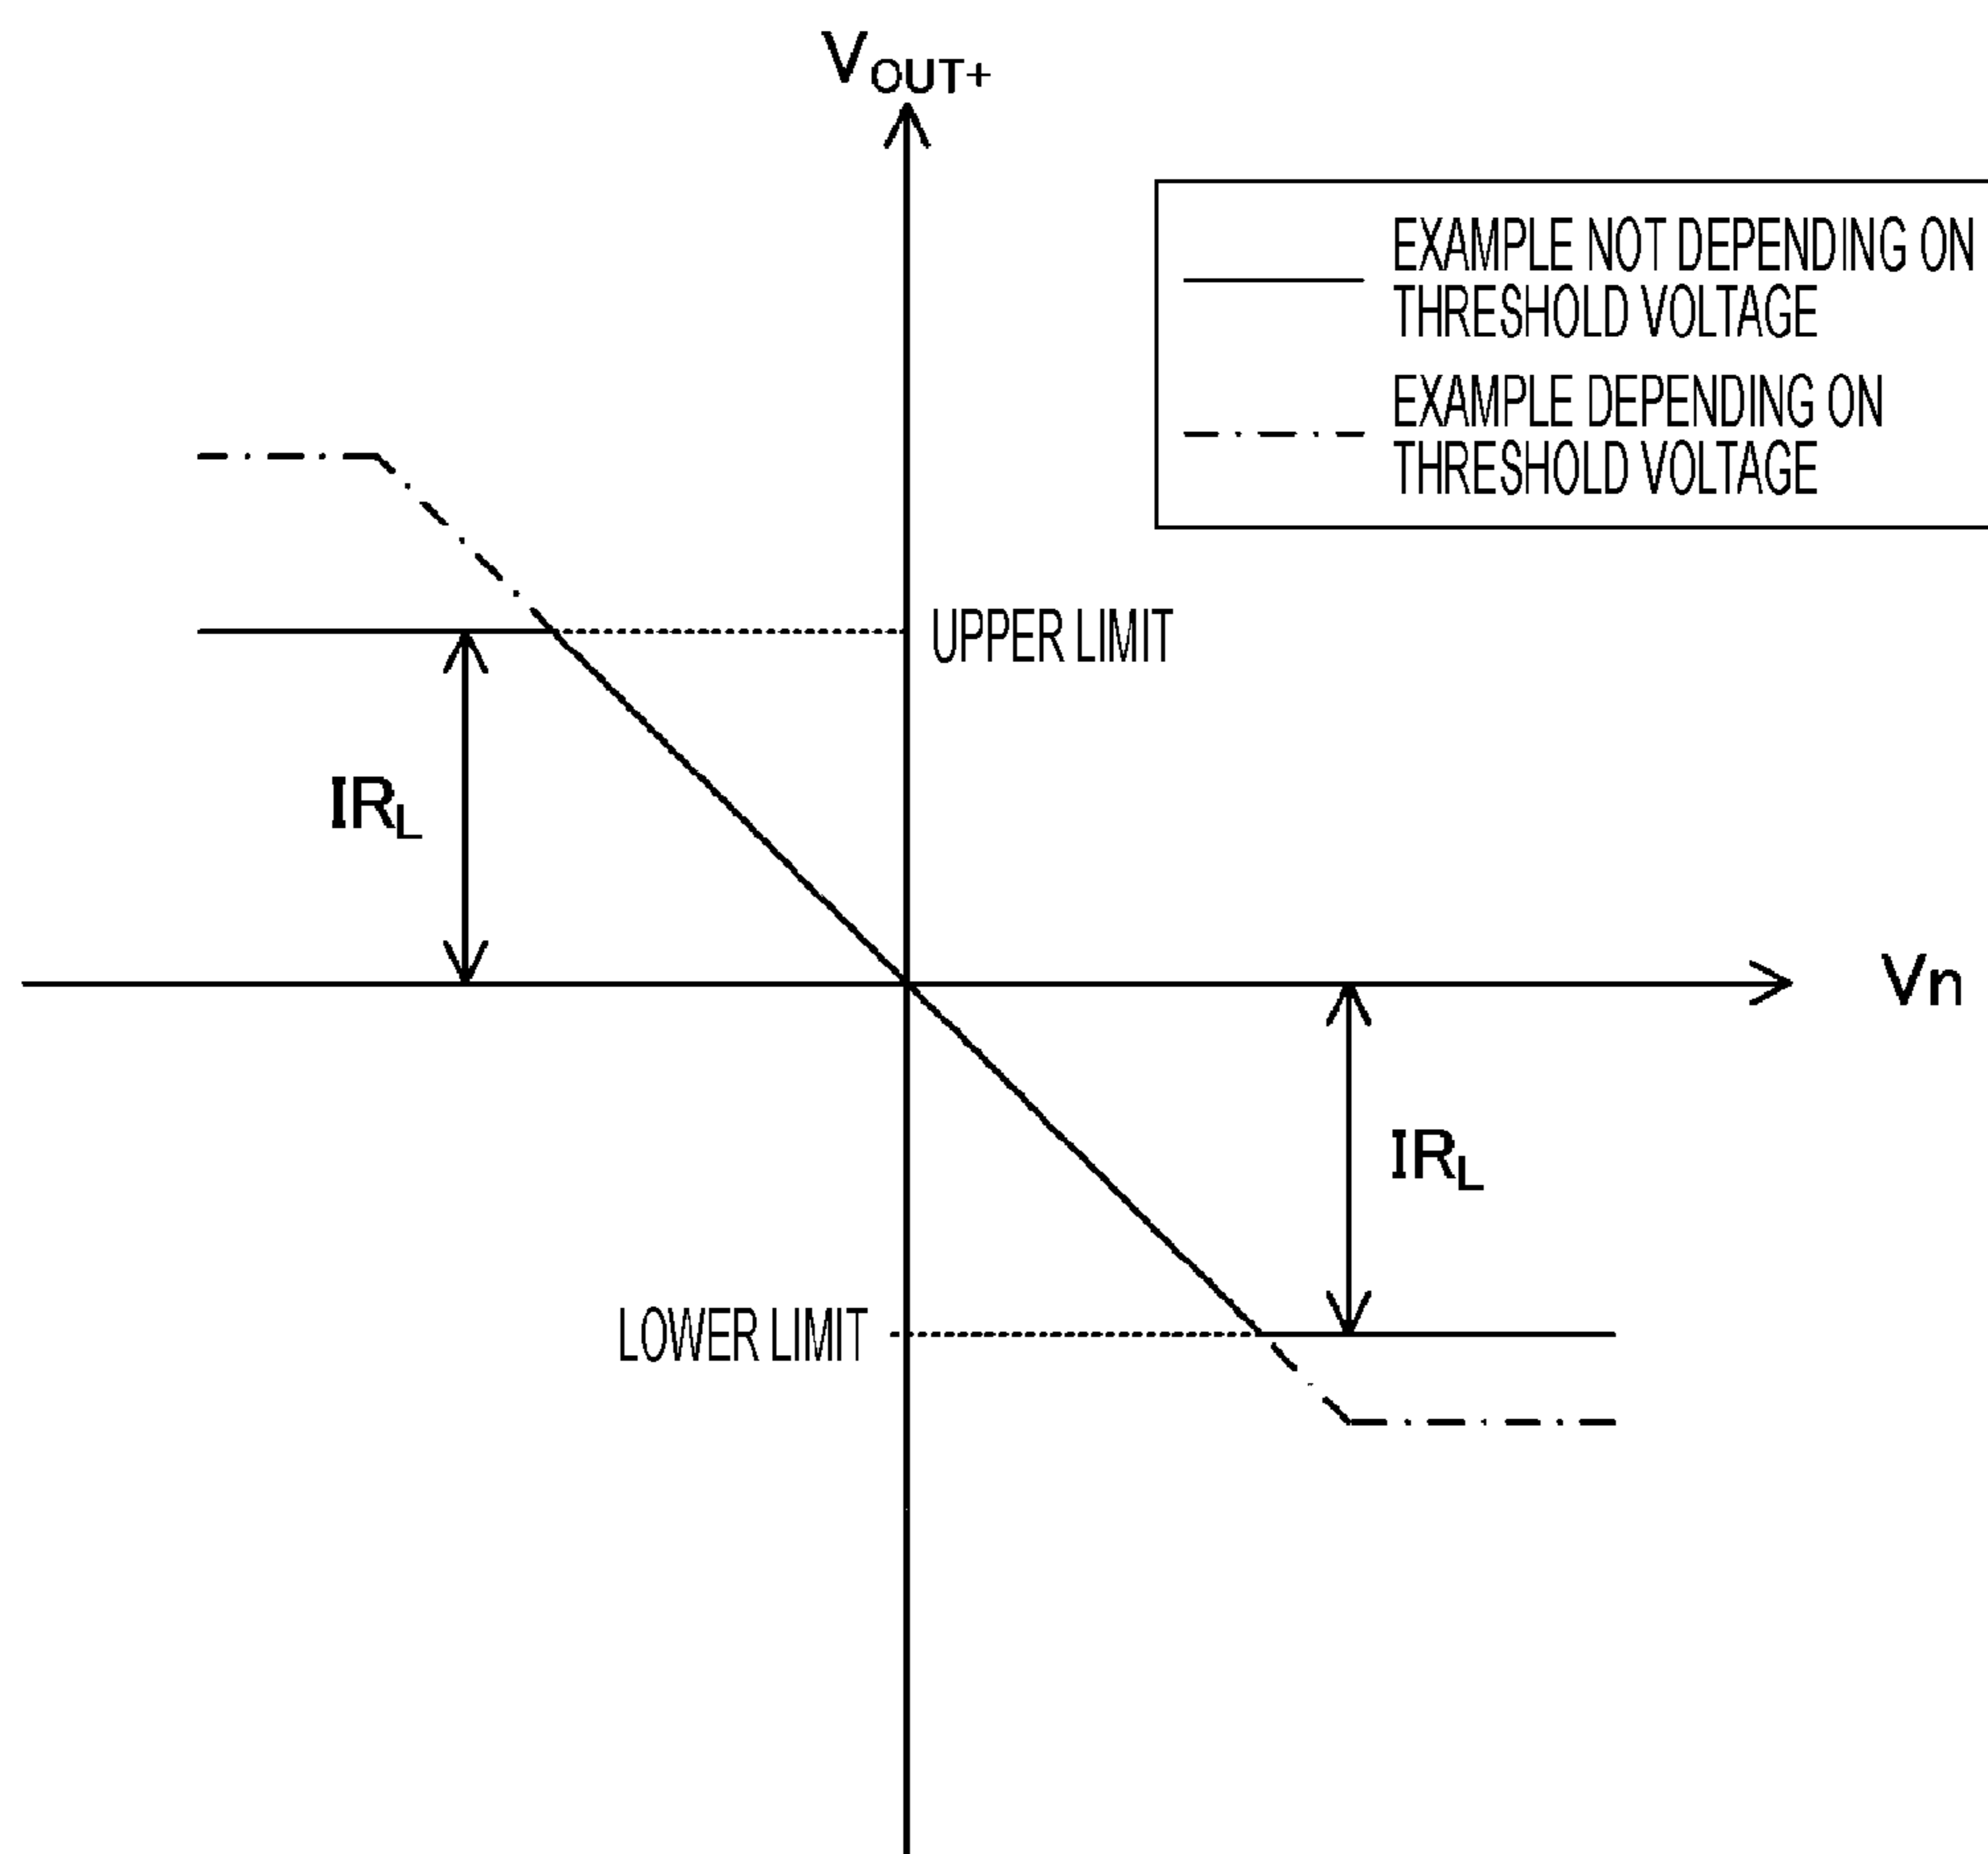 VOUT+
EXAMPLE NOT DEPENDING ON
THRESHOLD VOLTAGE
EXAMPLE DEPENDING ON
THRESHOLD VOLTAGE
UPPER LIMIT
IRL
Vn
IRL
LOWER LIMIT